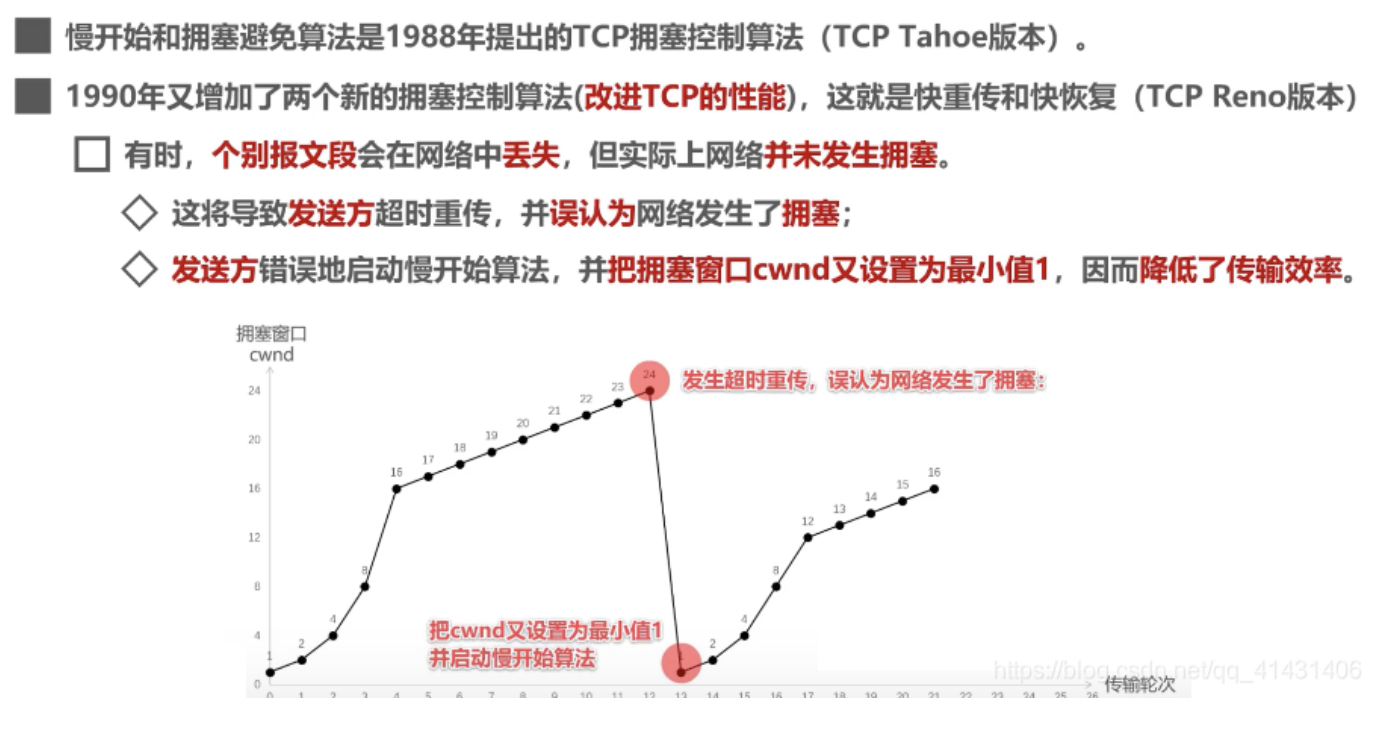 慢开始和拥塞避免算法是1988年提出的TCP拥塞控制算法（TCP Tahoe版本）。
1990年又增加了两个新的拥塞控制算法(改进TCP的性能)，这就是快重传和快恢复（TCP Reno版本）
有时，个别报文段会在网络中丢失，但实际上网络并未发生拥塞。
这将导致发送方超时重传，并误认为网络发生了拥塞；
发送方错误地启动慢开始算法，并把拥塞窗口cwnd又设置为最小值1，因而降低了传输效率。
拥塞窗口
cwnd
24
20
16
12
8
4
0
1
2
4
8
16
17
18
19
20
21
22
23
24
发生超时重传，误认为网络发生了拥塞：
把cwnd又设置为最小值1
并启动慢开始算法
1
2
4
8
12
13
14
15
16
https://blog.csdn.net/qq_41431406
0 1 2 3 4 5 6 7 8 9 10 11 12 13 14 15 16 17 18 19 20 21 22 23 24 25 26
传输轮次